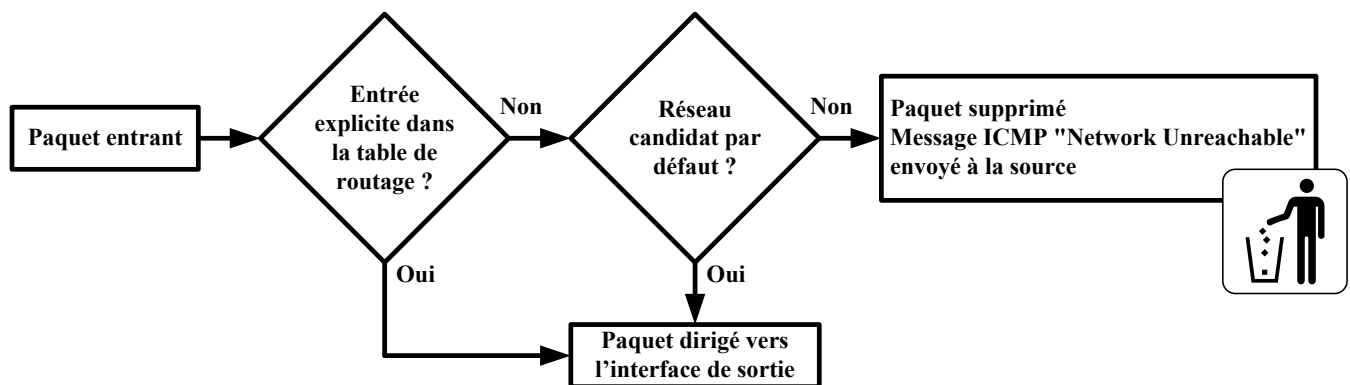 Paquet entrant
Entrée
explicite dans
la table de
routage ?
Non
Oui
Réseau
candidat par
défaut ?
Non
Oui
Paquet supprimé
Message ICMP "Network Unreachable"
envoyé à la source
Paquet dirigé vers
l’interface de sortie